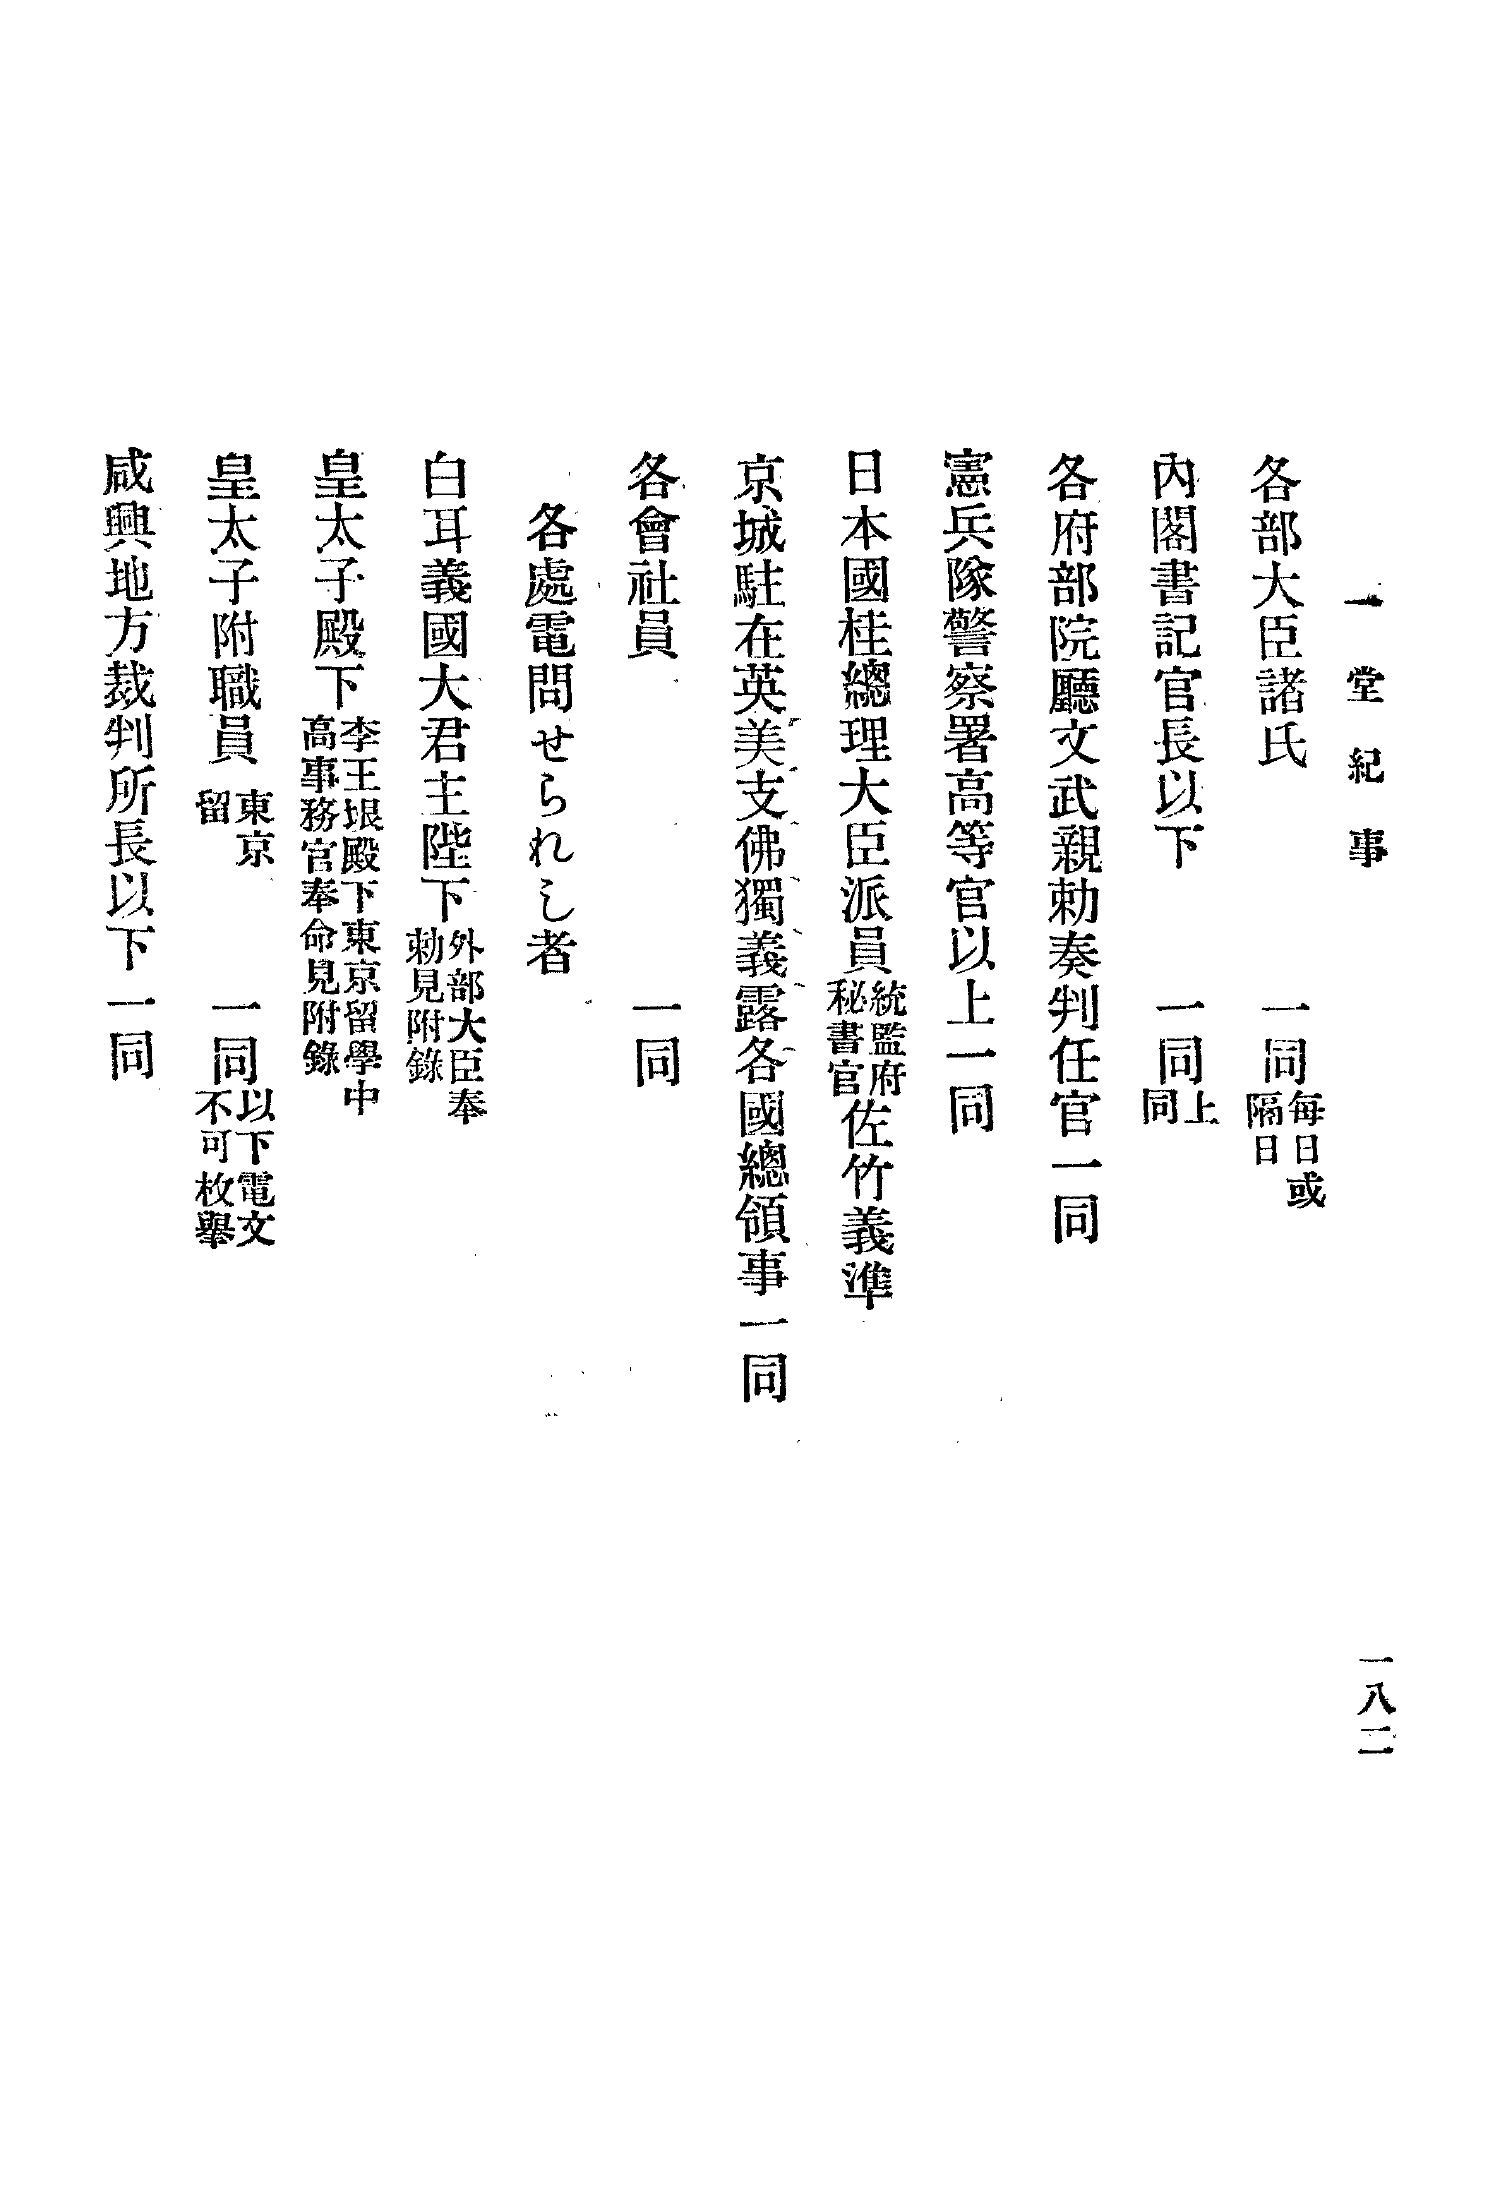 一堂紀事
一八二
各部大臣諸氏　一同每日或隔日
內閣書記官長以下　一同上同
各府部院廳文武親勅奏判任官一同
憲兵隊警察署高等官以上一同
日本國桂總理大臣派員統監府秘書官佐竹義準
京城駐在英美支佛獨義露各國總領事一同
各會社員　一同
各處電問せられし者
白耳義國大君主陛下外部大臣奉勅見附錄
皇太子殿下李王垠殿下東京留學中高事務官奉命見附錄
皇太子附職員東京留　一同以下電文不可枚擧
咸興地方裁判所長以下一同